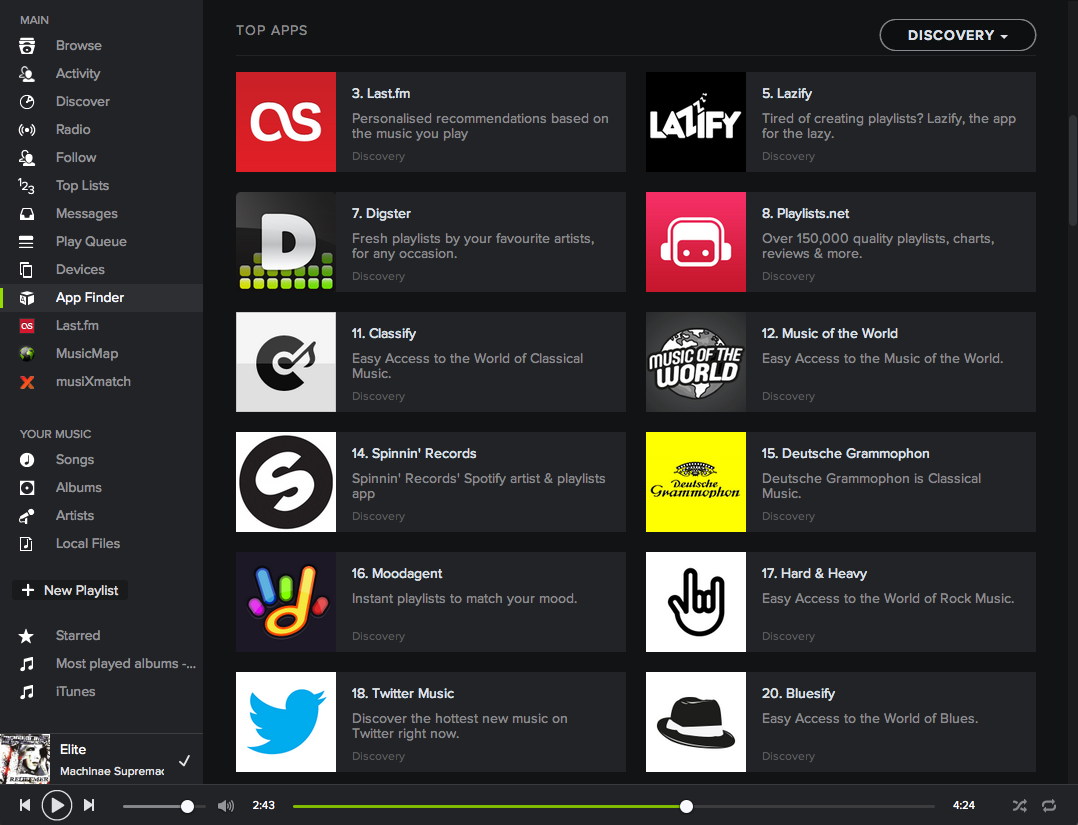 MAIN
Browse
Activity
Discover
Radio
Follow
Top Lists
Messages
Play Queue
Devices
App Finder
Last.fm
MusicMap
musiXmatch
YOUR MUSIC
Songs
Albums
Artists
Local Files
New Playlist
Starred
Most played albums -...
iTunes
Elite
Machinae Supremac
TOP APPS
DISCOVERY
3. Last.fm
Personalised recommendations based on
the music you play
Discovery
LAZIFY
5. Lazify
Tired of creating playlists? Lazify, the app
for the lazy.
Discovery
D
7. Digster
Fresh playlists by your favourite artists,
for any occasion.
Discovery
8. Playlists.net
Over 150,000 quality playlists, charts,
reviews & more.
Discovery
11. Classify
Easy Access to the World of Classical
Music.
Discovery
MUSIC OF THE
WORLD
12. Music of the World
Easy Access to the Music of the World.
Discovery
S
14. Spinnin' Records
Spinnin' Records' Spotify artist & playlists
app
Discovery
Deutsche
Grammophon
15. Deutsche Grammophon
Deutsche Grammophon is Classical
Music.
Discovery
16. Moodagent
Instant playlists to match your mood.
Discovery
17. Hard & Heavy
Easy Access to the World of Rock Music.
Discovery
18. Twitter Music
Discover the hottest new music on
Twitter right now.
Discovery
20. Bluesify
Easy Access to the World of Blues.
Discovery
2:43
4:24